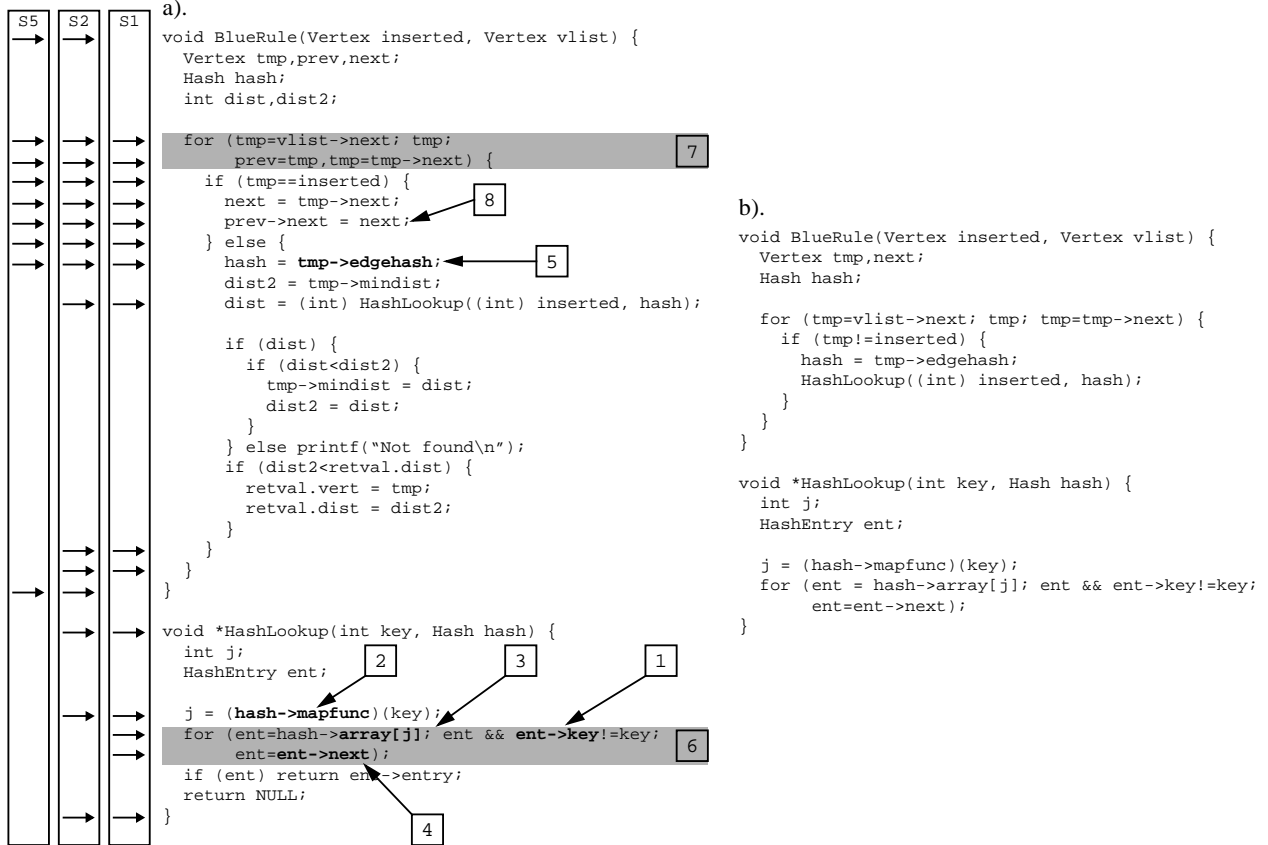 S5 S2 S1
a).
void BlueRule(Vertex inserted, Vertex vlist) {
Vertex tmp,prev,next;
Hash hash;
int dist,dist2;
for (tmp=vlist->next; tmp;
prev=tmp,tmp=tmp->next) {
7
if (tmp==inserted) {
next = tmp->next;
8
prev->next = next;
} else {
hash = tmp->edgehash;
5
dist2 = tmp->mindist;
dist = (int) HashLookup((int) inserted, hash);
if (dist) {
if (dist<dist2) {
tmp->mindist = dist;
dist2 = dist;
}
} else printf("Not found\n");
if (dist2<retval.dist) {
retval.vert = tmp;
retval.dist = dist2;
}
}
}
}
void *HashLookup(int key, Hash hash) {
int j;
HashEntry ent;
2 3 1
j = (hash->mapfunc)(key);
for (ent=hash->array[j]; ent && ent->key!=key;
ent=ent->next);
6
if (ent) return ent->entry;
return NULL;
}
4
b).
void BlueRule(Vertex inserted, Vertex vlist) {
Vertex tmp,next;
Hash hash;
for (tmp=vlist->next; tmp; tmp=tmp->next) {
if (tmp!=inserted) {
hash = tmp->edgehash;
HashLookup((int) inserted, hash);
}
}
}
void *HashLookup(int key, Hash hash) {
int j;
HashEntry ent;
j = (hash->mapfunc)(key);
for (ent = hash->array[j]; ent && ent->key!=key;
ent=ent->next);
}